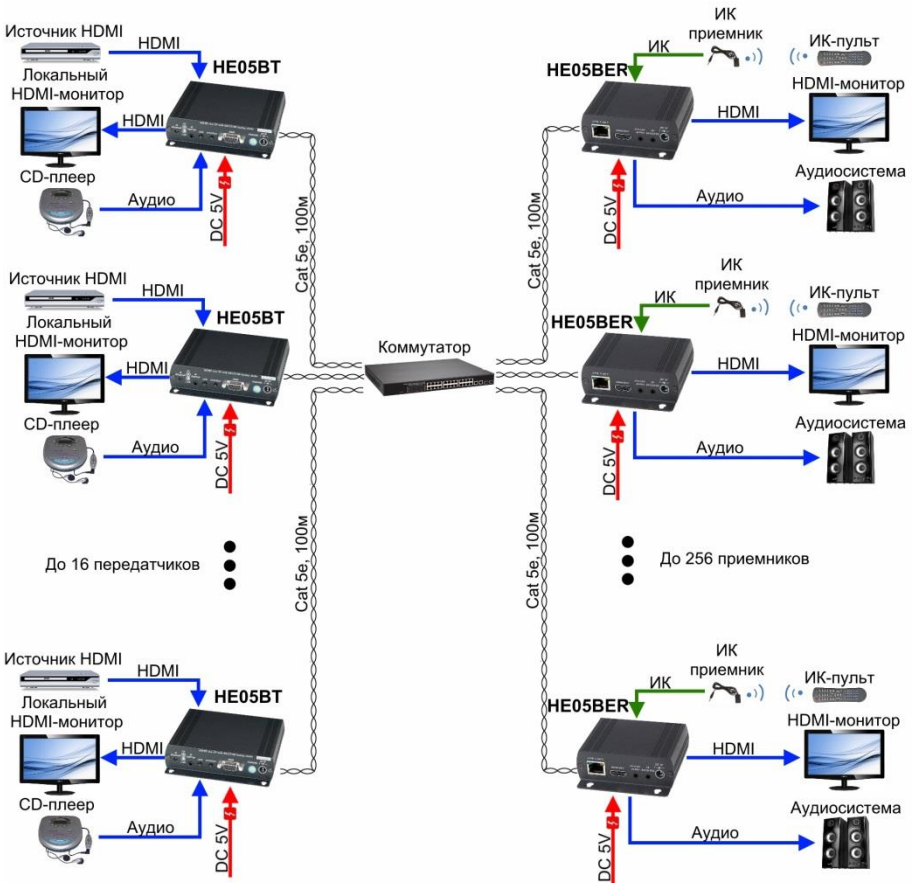 Источник HDMI
HDMI
HE05BT
Локальный
HDMI-монитор
HDMI
CD-плеер
Аудио
DC 5V
Cat 5e, 100м
ИК
приемник
ИК
ИК-пульт
HE05BER
HDMI-монитор
HDMI
Аудиосистема
Аудио
DC 5V
Cat 5e, 100м
Источник HDMI
HDMI
HE05BT
Локальный
HDMI-монитор
HDMI
CD-плеер
Аудио
DC 5V
Коммутатор
ИК
приемник
ИК
ИК-пульт
HE05BER
HDMI-монитор
HDMI
Аудиосистема
Аудио
DC 5V
До 16 передатчиков
Cat 5e, 100м
Cat 5e, 100м
До 256 приемников
Источник HDMI
HDMI
HE05BT
Локальный
HDMI-монитор
HDMI
CD-плеер
Аудио
DC 5V
ИК
приемник
ИК
ИК-пульт
HE05BER
HDMI-монитор
HDMI
Аудиосистема
Аудио
DC 5V